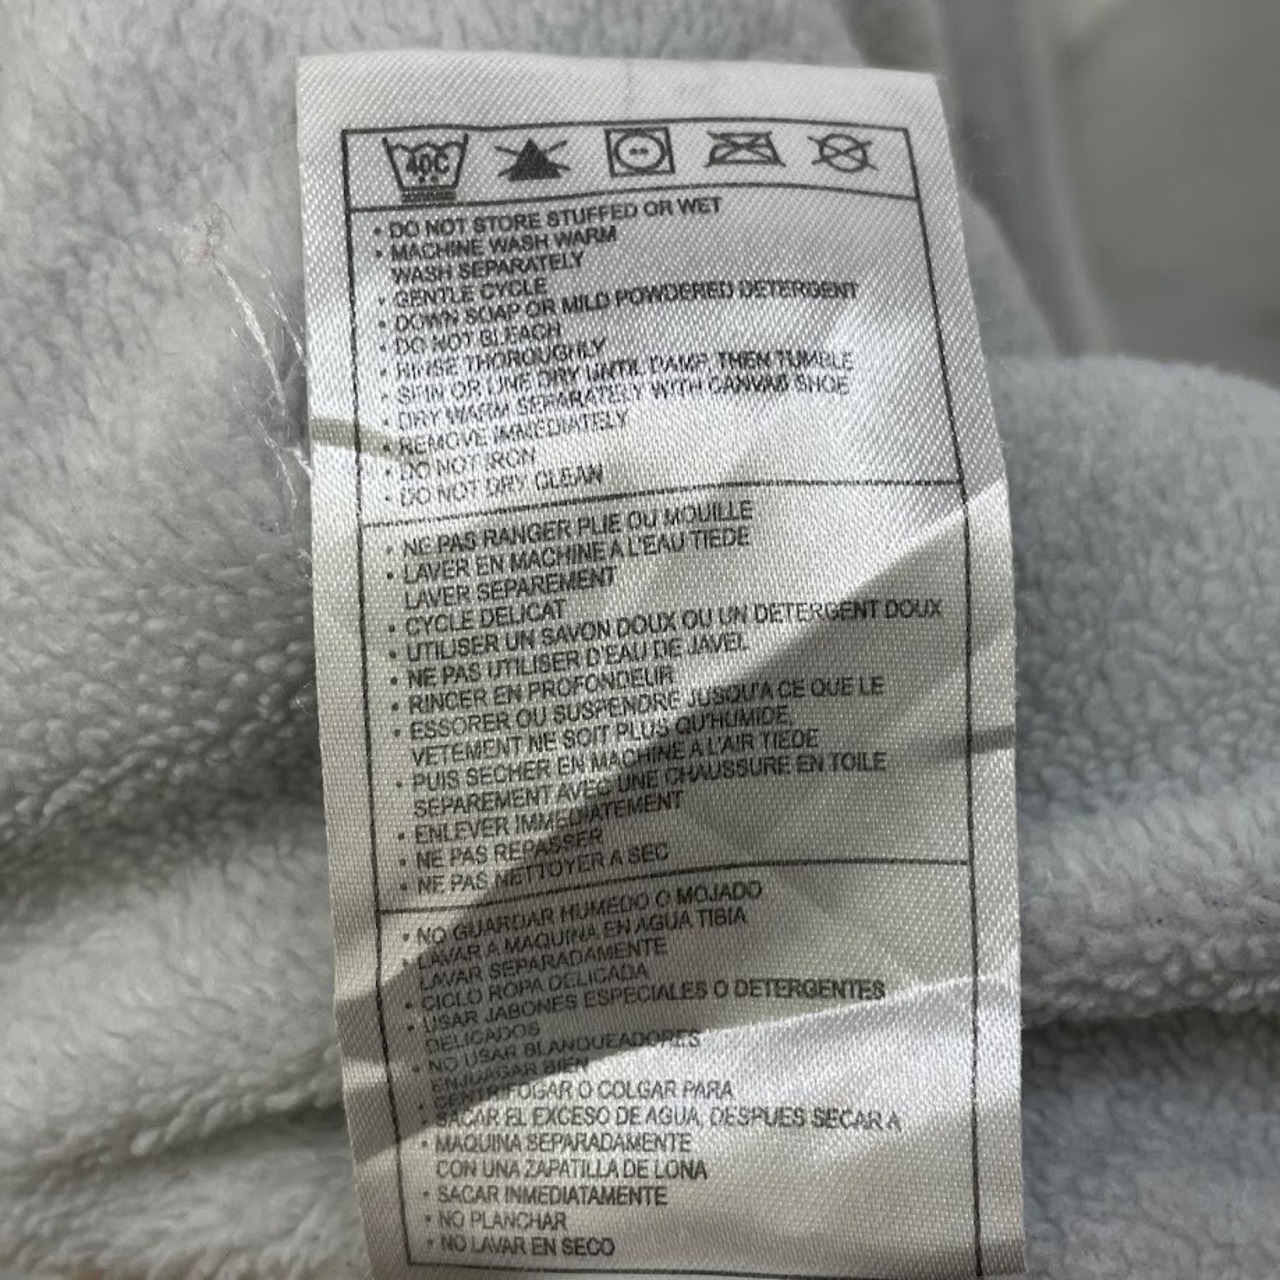 40C
• DO NOT STORE STUFFED OR WET
• MACHINE WASH WARM
WASH SEPARATELY
• GENTLE CYCLE
• DOWN SOAP OR MILD POWDERED DETERGENT
• DO NOT BLEACH
• RINSE THOROUGHLY
• SPIN OR LINE DRY UNTIL DAMP, THEN TUMBLE
• DRY WARM SEPARATELY WITH CANVAS SHOE
• REMOVE IMMEDIATELY
• DO NOT IRON
• DO NOT DRY CLEAN
• NE PAS RANGER PLIE OU MOUILLE
• LAVER EN MACHINE A L'EAU TIEDE
LAVER SEPAREMENT
• CYCLE DELICAT
• UTILISER UN SAVON DOUX OU UN DETERGENT DOUX
• NE PAS UTILISER D'EAU DE JAVEL
• RINCER EN PROFONDEUR
• ESSORER OU SUSPENDRE JUSQU'A CE QUE LE
VETEMENT NE SOIT PLUS QU'HUMIDE,
• PUIS SECHER EN MACHINE A L'AIR TIEDE
SEPAREMENT AVEC UNE CHAUSSURE EN TOILE
• ENLEVER IMMEDIATEMENT
• NE PAS REPASSER
• NE PAS NETTOYER A SEC
• NO GUARDAR HUMEDO O MOJADO
• LAVAR A MAQUINA EN AGUA TIBIA
LAVAR SEPARADAMENTE
• CICLO ROPA DELICADA
• USAR JABONES ESPECIALES O DETERGENTES
DELICADOS
• NO USAR BLANQUEADORES
ENJUAGAR BIEN
• CENTRIFOGAR O COLGAR PARA
• SACAR EL EXCESO DE AGUA, DESPUES SECAR A
• MAQUINA SEPARADAMENTE
CON UNA ZAPATILLA DE LONA
• SACAR INMEDIATAMENTE
• NO PLANCHAR
• NO LAVAR EN SECO